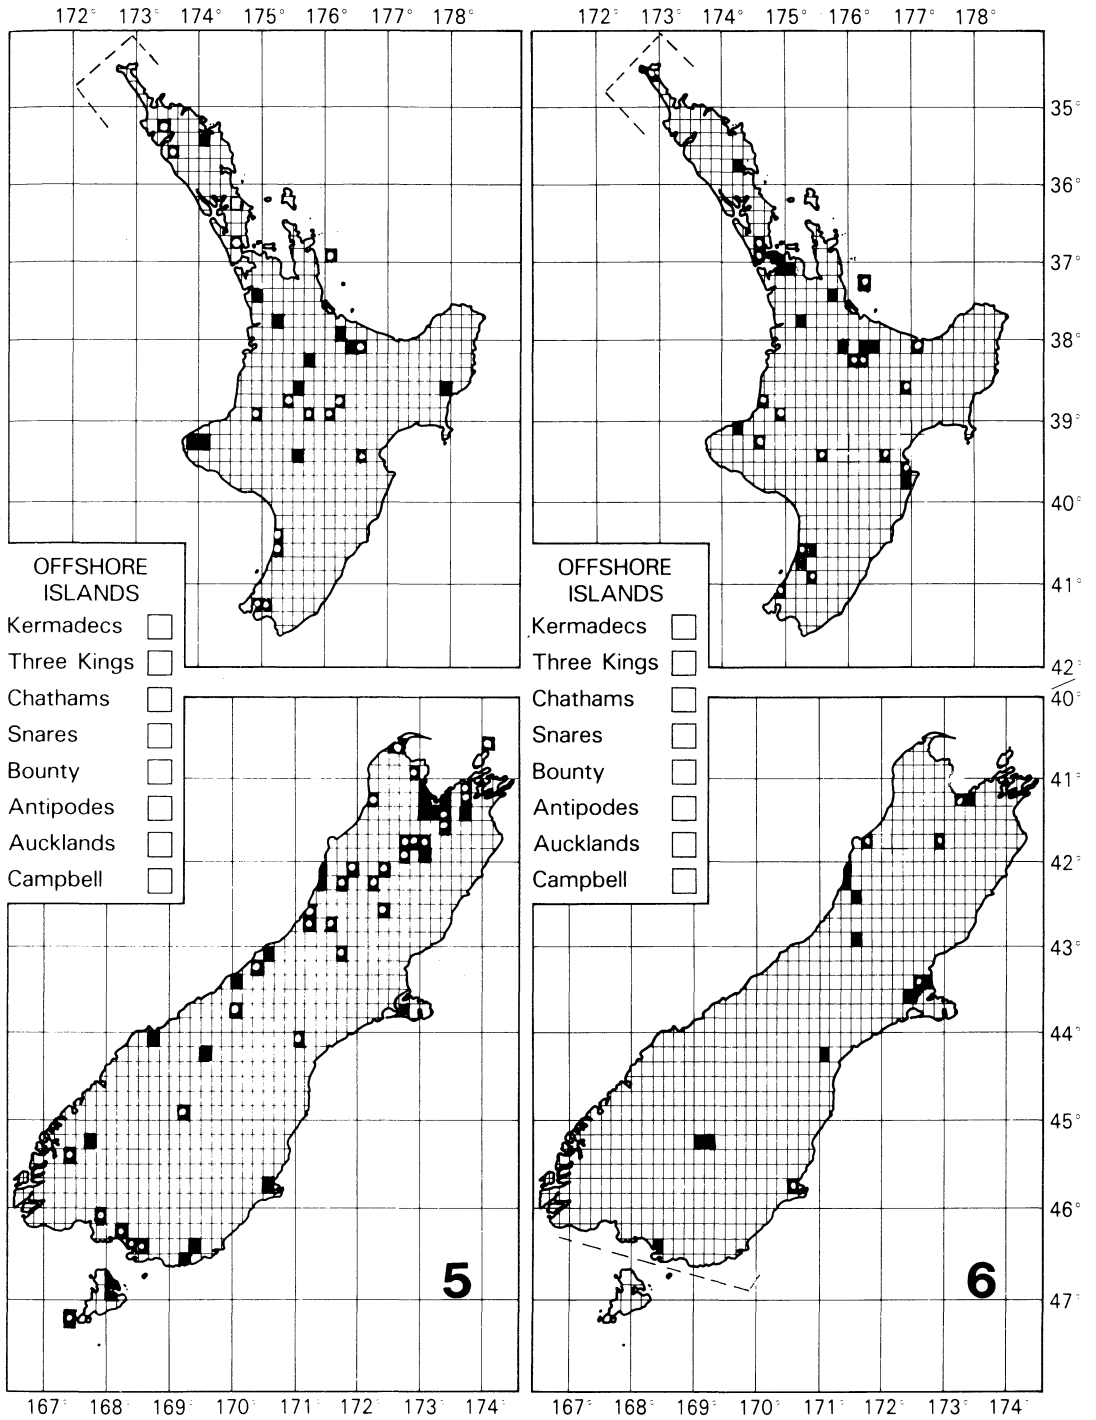 172° 173° 174° 175° 176° 177° 178° 172° 173° 174° 175° 176° 177° 178°
35°
36°
37°
38°
39°
40°
41°
42°
OFFSHORE
ISLANDS
Kermadecs
Three Kings
Chathams
Snares
Bounty
Antipodes
Aucklands
Campbell
OFFSHORE
ISLANDS
Kermadecs
Three Kings
Chathams
Snares
Bounty
Antipodes
Aucklands
Campbell
40°
41°
42°
43°
44°
45°
46°
47°
5
6
167° 168° 169° 170° 171° 172° 173° 174° 167° 168° 169° 170° 171° 172° 173° 174°